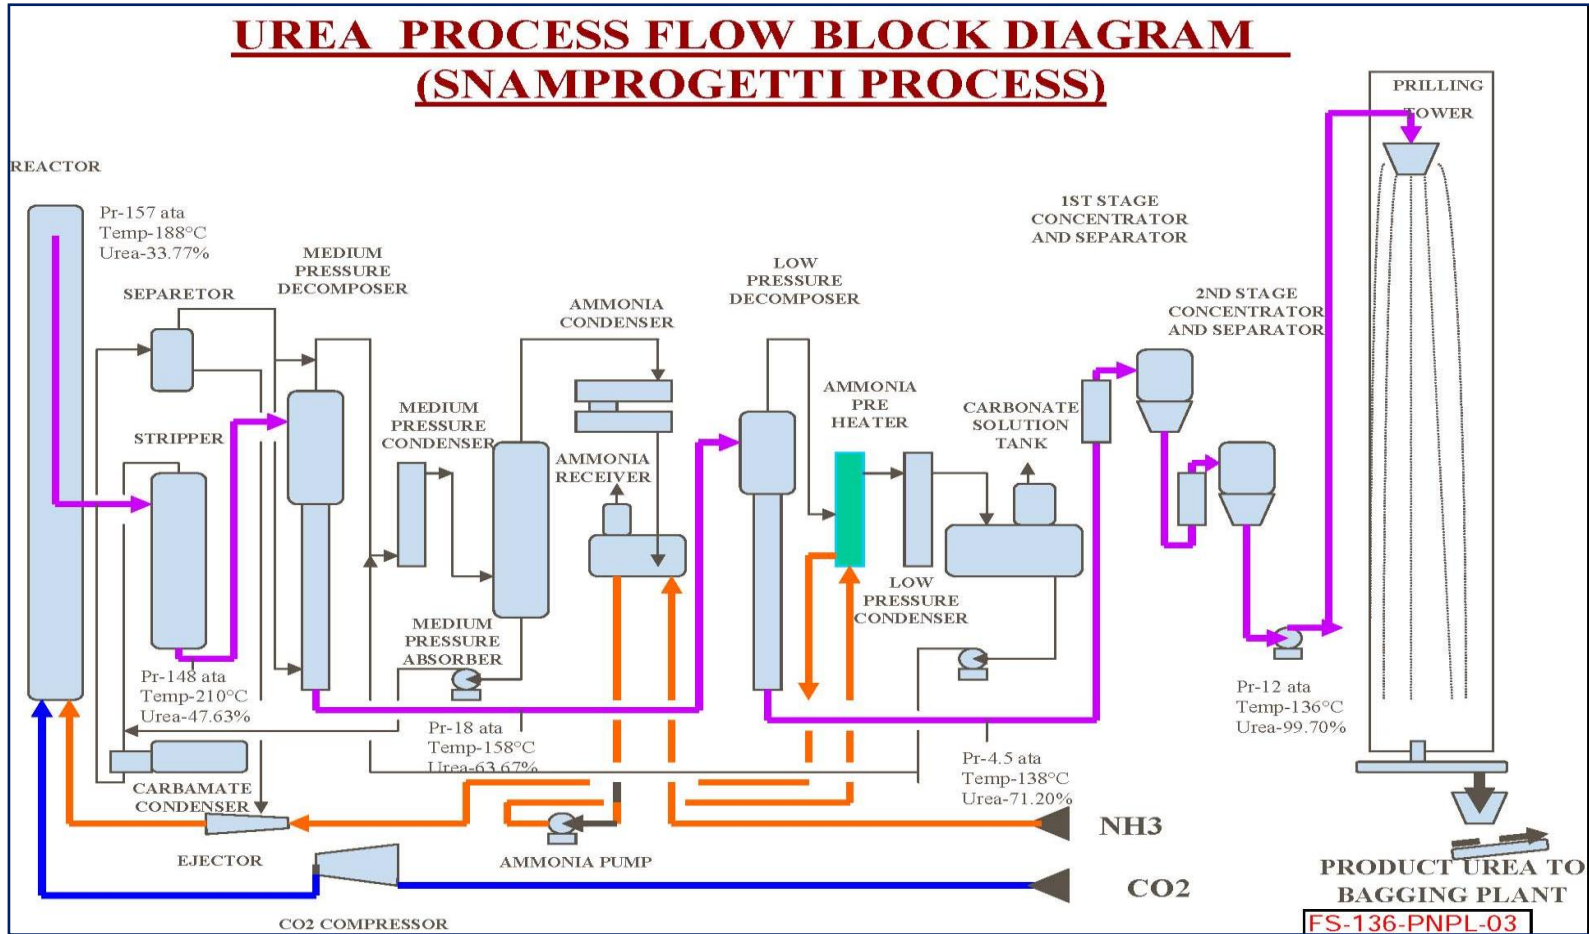 UREA PROCESS FLOW BLOCK DIAGRAM
(SNAMPROGETTI PROCESS)
PRILLING
TOWER
REACTOR
Pr-157 ata
Temp-188°C
Urea-33.77%
SEPARETOR
MEDIUM
PRESSURE
DECOMPOSER
AMMONIA
CONDENSER
LOW
PRESSURE
DECOMPOSER
1ST STAGE
CONCENTRATOR
AND SEPARATOR
2ND STAGE
CONCENTRATOR
AND SEPARATOR
STRIPPER
MEDIUM
PRESSURE
CONDENSER
AMMONIA
RECEIVER
AMMONIA
PRE
HEATER
CARBONATE
SOLUTION
TANK
MEDIUM
PRESSURE
ABSORBER
LOW
PRESSURE
CONDENSER
Pr-148 ata
Temp-210°C
Urea-47.63%
Pr-18 ata
Temp-158°C
Urea-63.67%
Pr-4.5 ata
Temp-138°C
Urea-71.20%
Pr-12 ata
Temp-136°C
Urea-99.70%
CARBAMATE
CONDENSER
EJECTOR
AMMONIA PUMP
NH3
CO2
CO2 COMPRESSOR
PRODUCT UREA TO
BAGGING PLANT
FS-136-PNPL-03